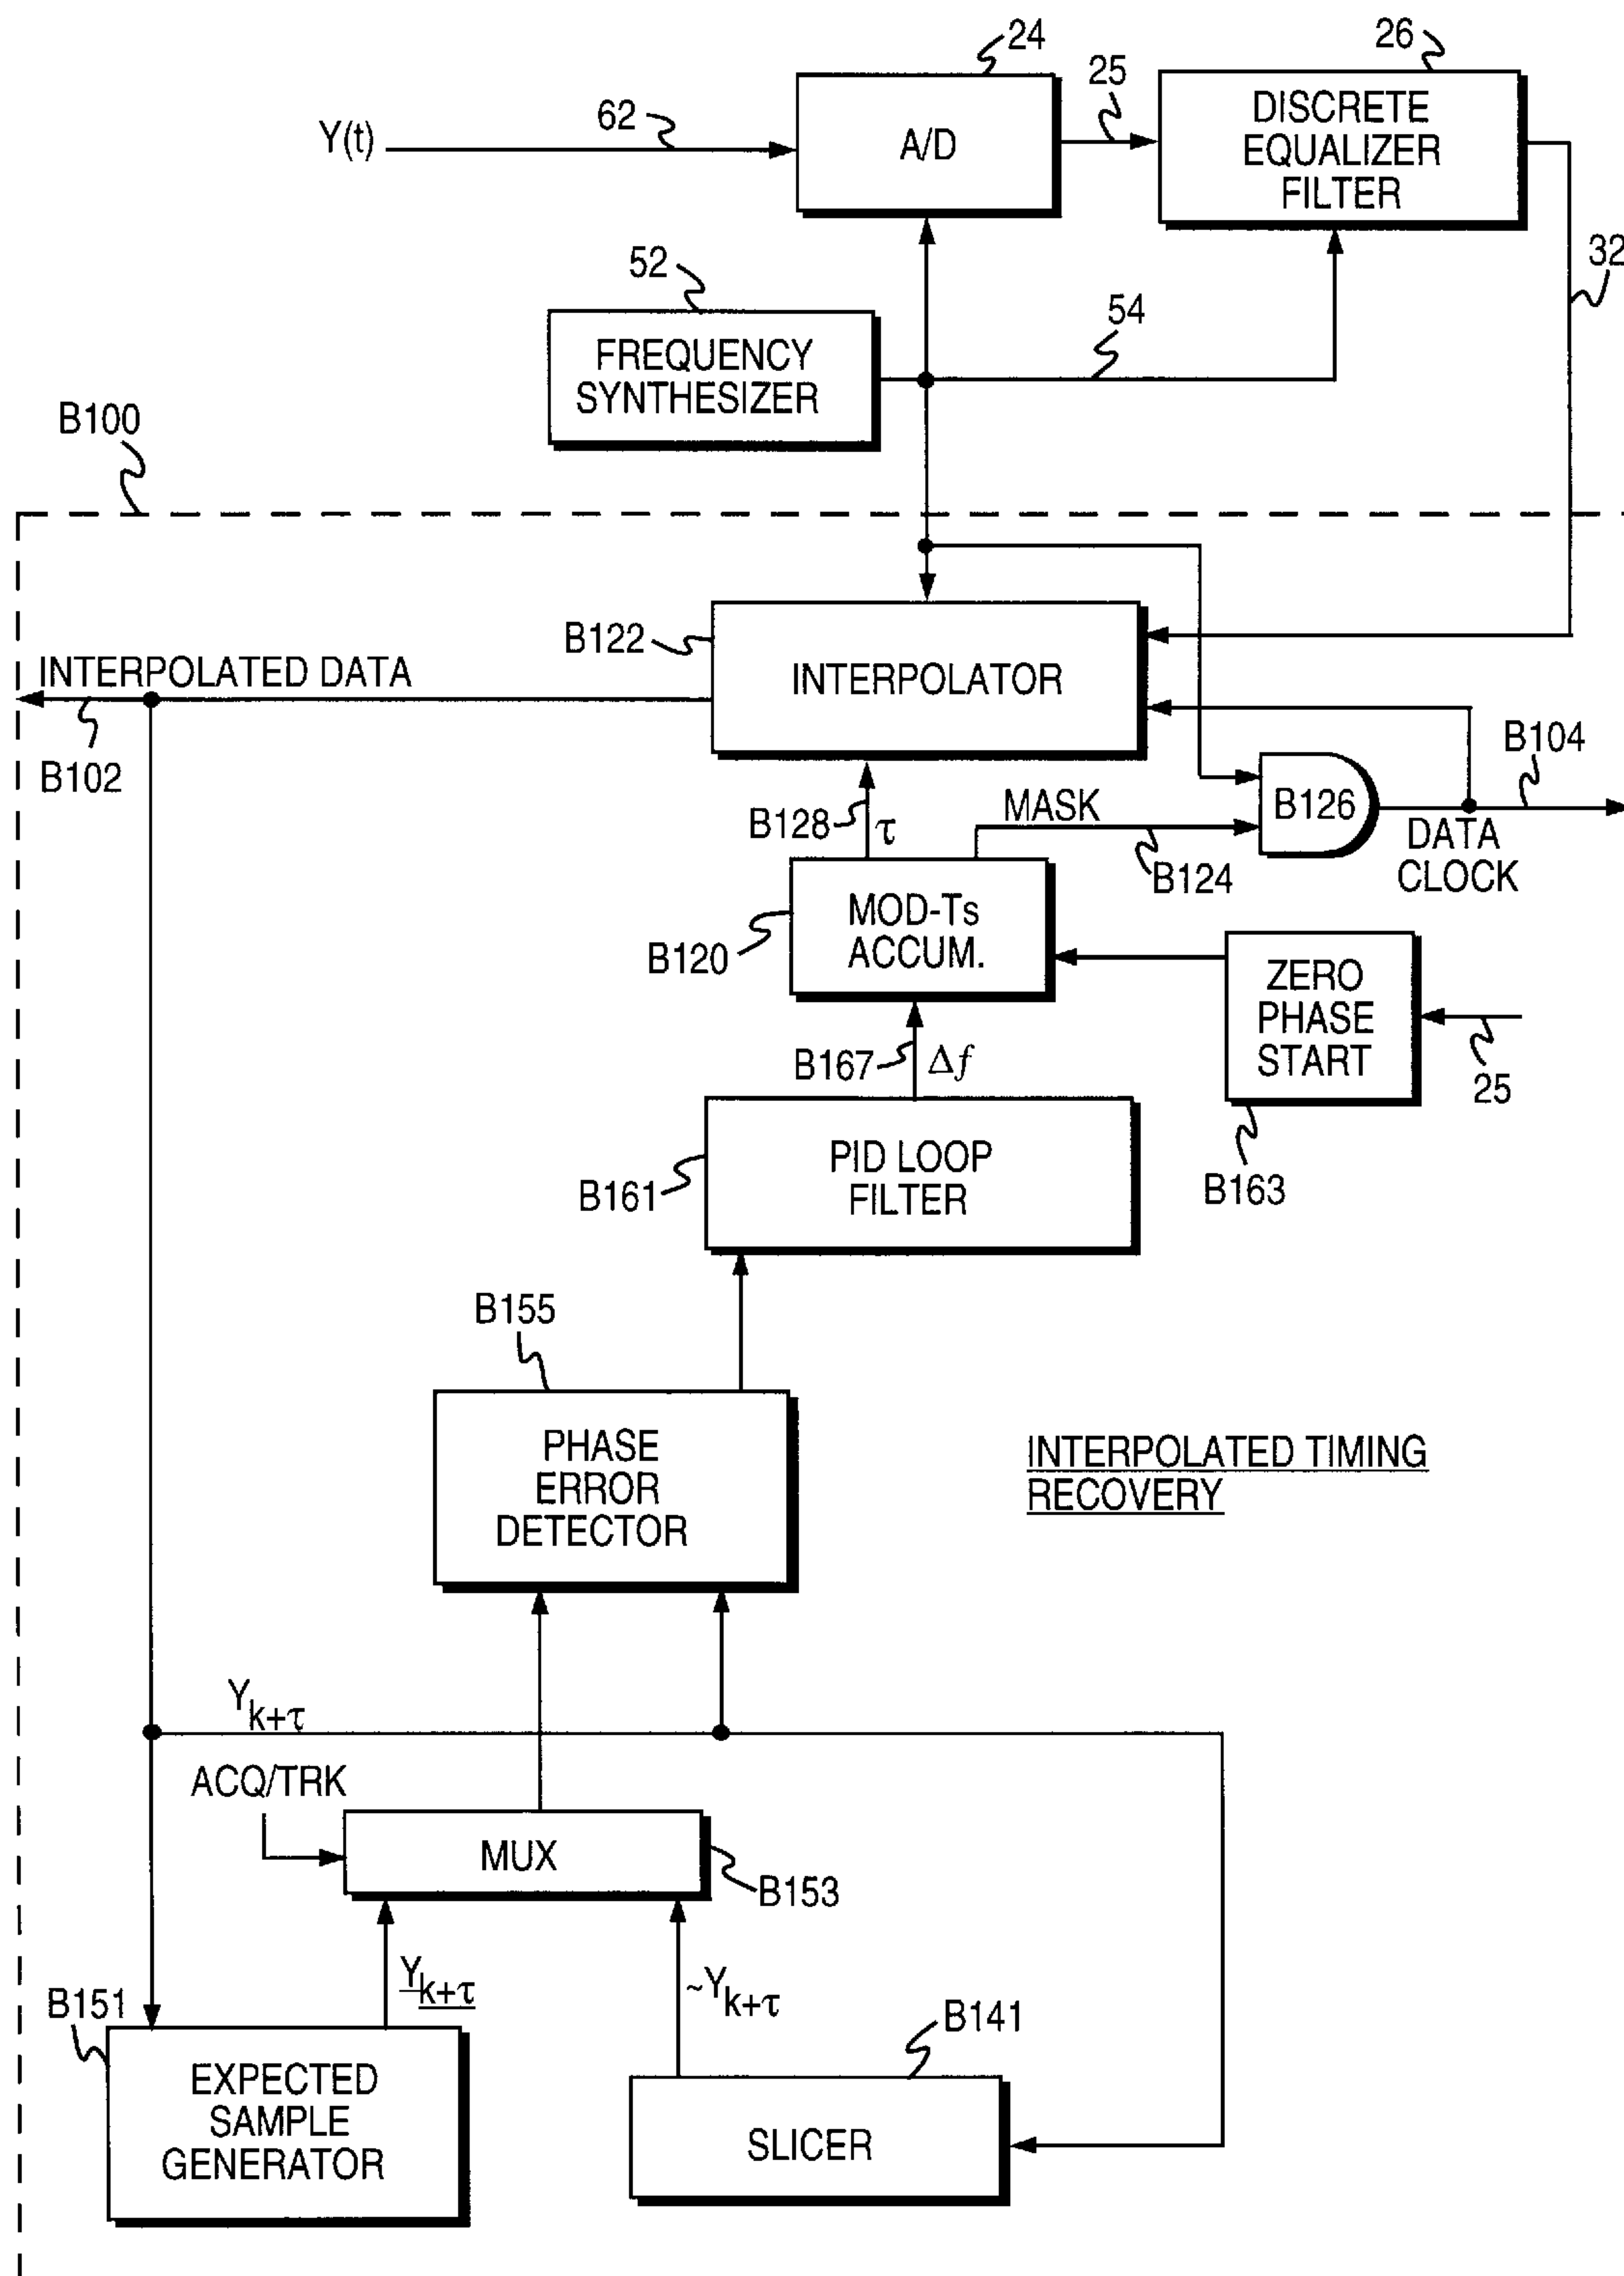 24
26
25
62
Y(t)
A/D
DISCRETE
EQUALIZER
FILTER
32
52
54
FREQUENCY
SYNTHESIZER
B100
B122
INTERPOLATOR
INTERPOLATED DATA
B102
B104
B126
MASK
B128
τ
DATA
CLOCK
B124
MOD-Ts
ACCUM.
B120
ZERO
PHASE
START
B167
Δf
25
PID LOOP
FILTER
B161
B163
B155
PHASE
ERROR
DETECTOR
INTERPOLATED TIMING
RECOVERY
Yk+τ
ACQ/TRK
MUX
B153
Yk+τ
~Yk+τ
B151
B141
EXPECTED
SAMPLE
GENERATOR
SLICER